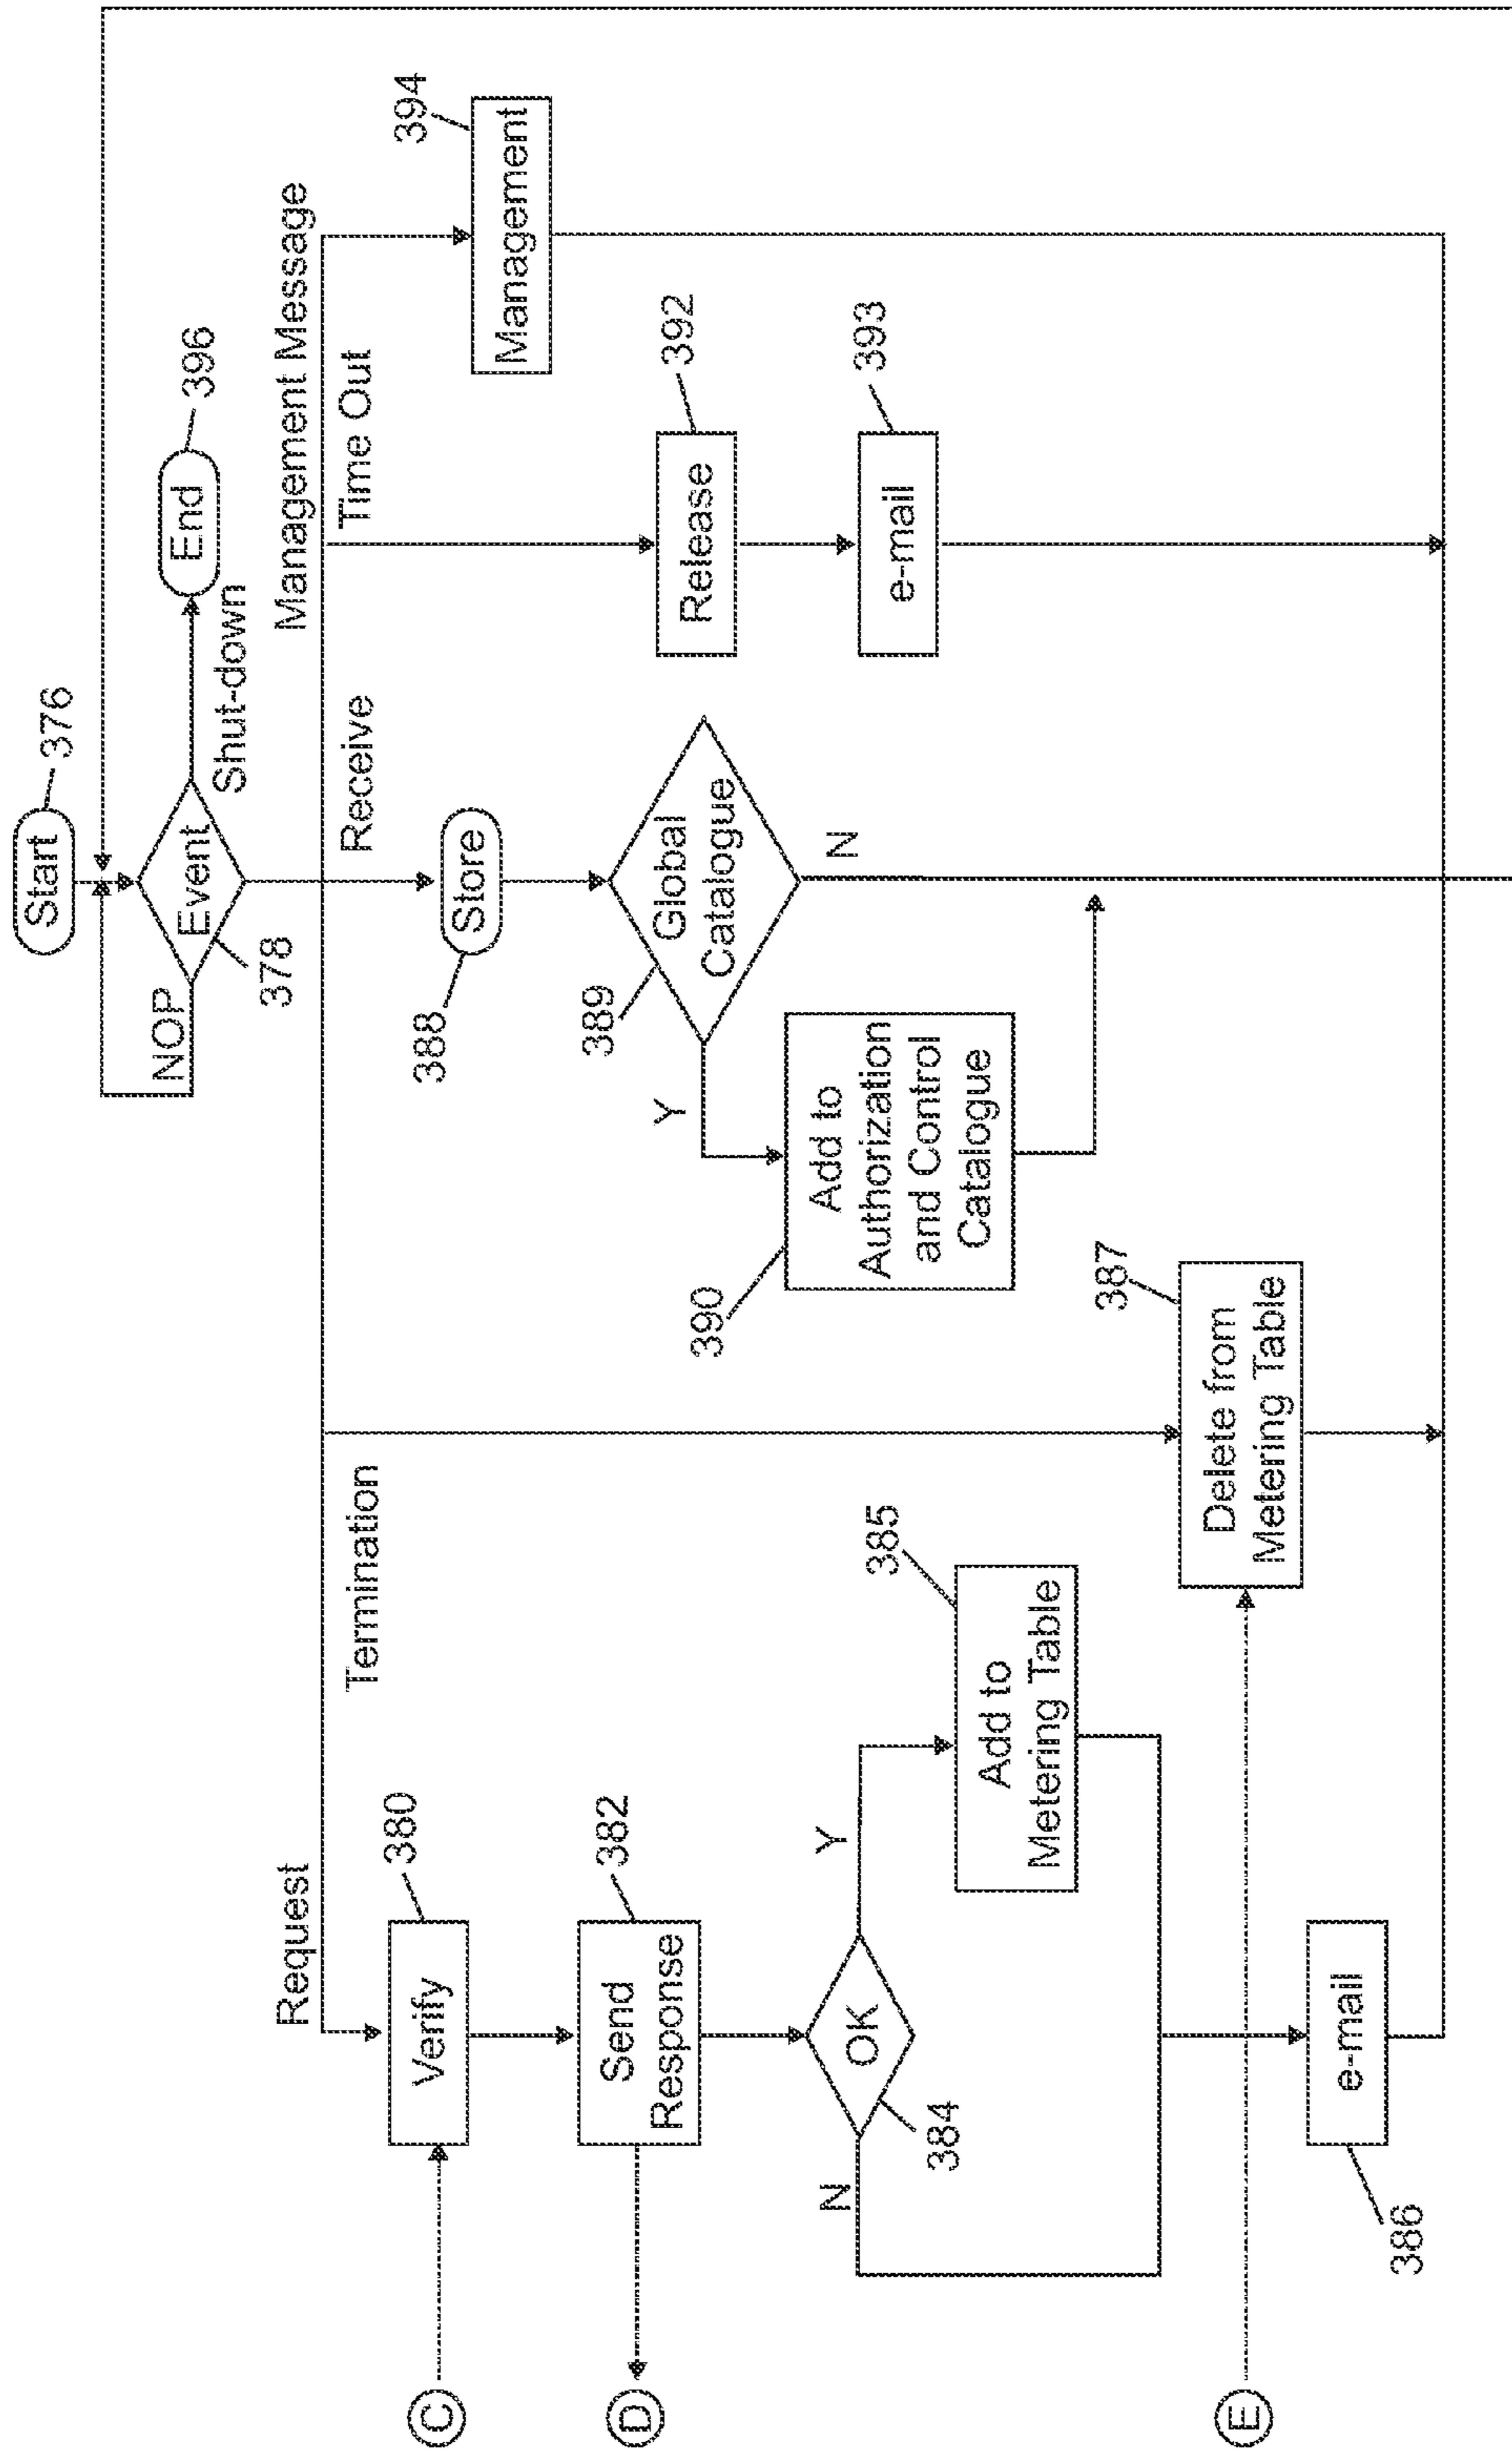 Start
376
NOP
Event
378
Shut-down
End
396
Request
Management Message
Termination
Receive
Time Out
C
Verify
380
388
Store
Management
394
D
Send
Response
382
389
Global
Catalogue
Release
392
N
OK
Y
384
Y
N
390
Add to
Authorization
and Control
Catalogue
e-mail
393
Add to
Metering Table
385
E
Delete from
Metering Table
387
e-mail
386